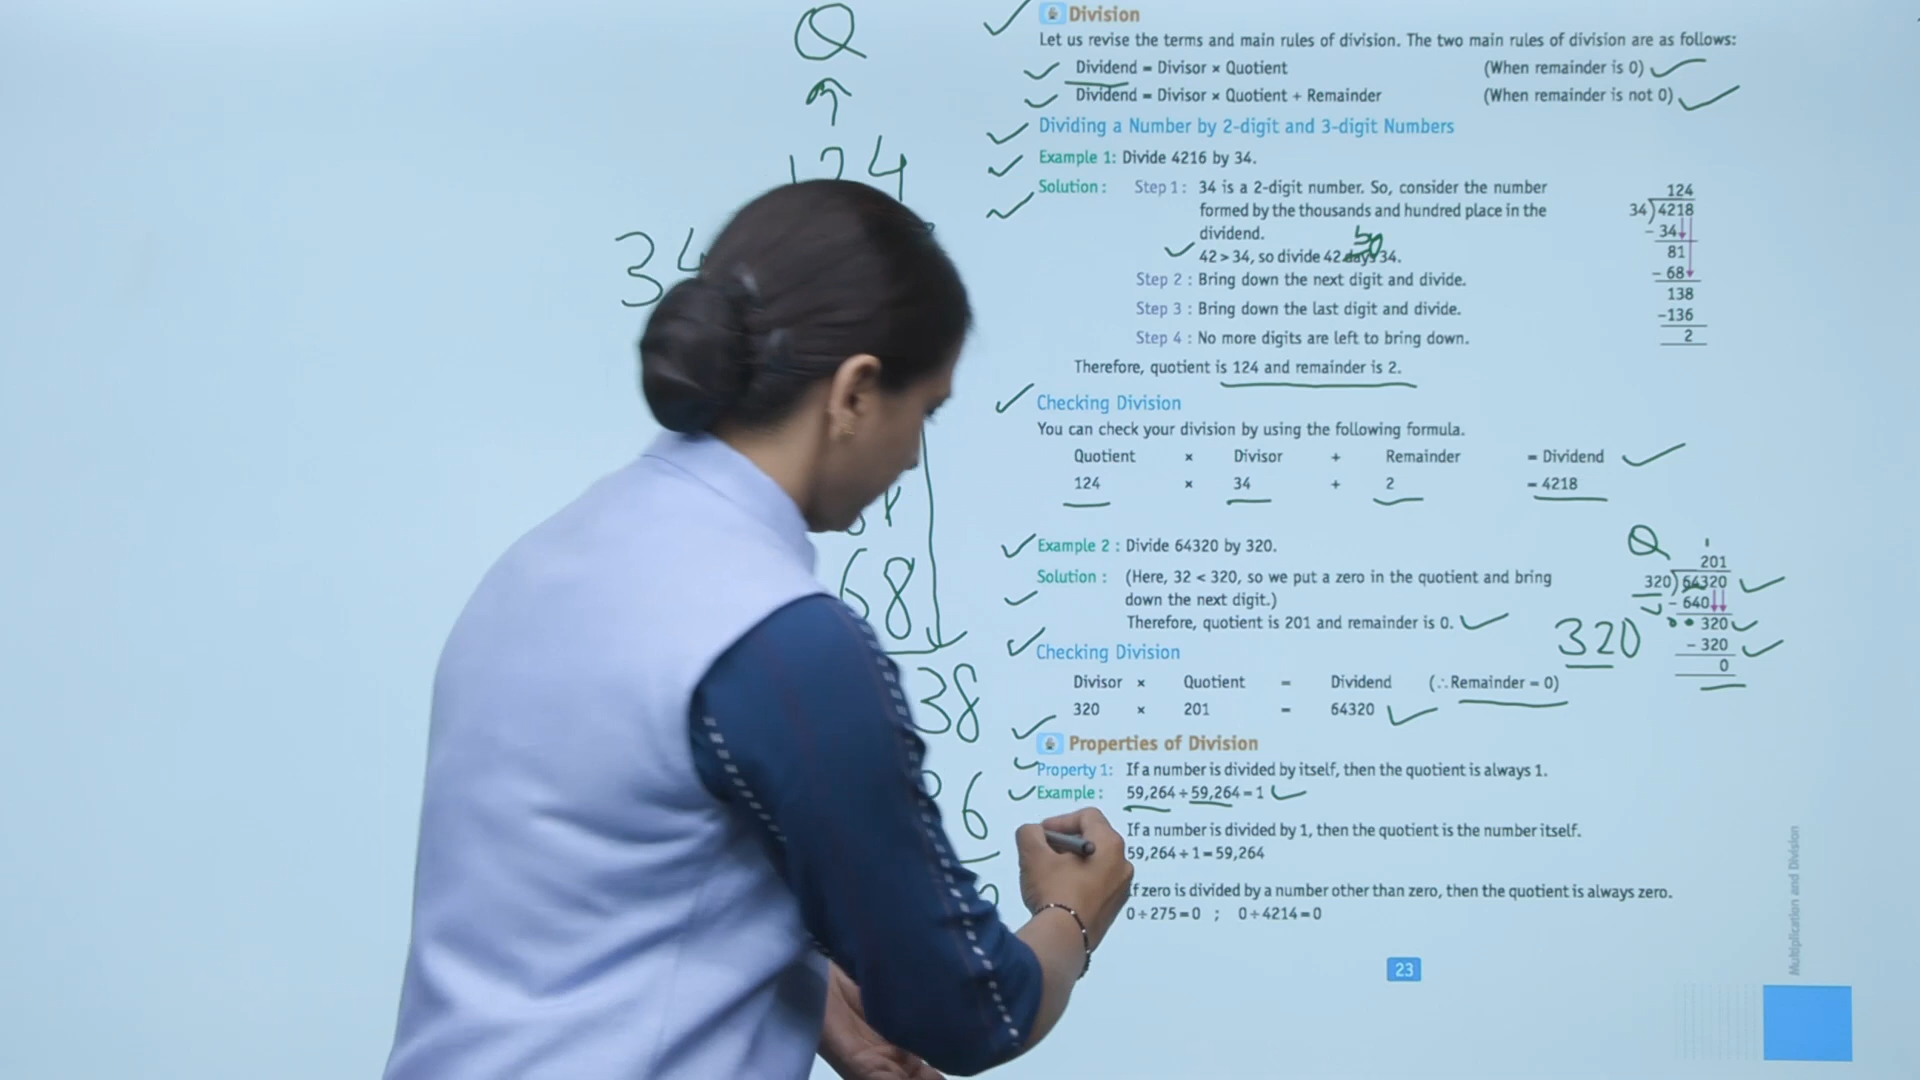 Q
Division
Let us revise the terms and main rules of division. The two main rules of division are as follows:
Dividend = Divisor × Quotient (When remainder is 0)
Dividend = Divisor × Quotient + Remainder (When remainder is not 0)
Dividing a Number by 2-digit and 3-digit Numbers
Example 1: Divide 4216 by 34.
Solution : Step 1 : 34 is a 2-digit number. So, consider the number
formed by the thousands and hundred place in the
dividend.
by
42 > 34, so divide 42 days 34.
Step 2 : Bring down the next digit and divide.
Step 3 : Bring down the last digit and divide.
Step 4 : No more digits are left to bring down.
Therefore, quotient is 124 and remainder is 2.
124
34)4218
- 34
81
- 68
138
-136
2
124
34
68
38
6
Checking Division
You can check your division by using the following formula.
Quotient × Divisor + Remainder = Dividend
124 × 34 + 2 = 4218
Example 2 : Divide 64320 by 320.
Solution : (Here, 32 < 320, so we put a zero in the quotient and bring
down the next digit.)
Therefore, quotient is 201 and remainder is 0.
Q
201
320)64320
- 640
320
- 320
0
320
Checking Division
Divisor × Quotient = Dividend (∴Remainder = 0)
320 × 201 = 64320
Properties of Division
Property 1: If a number is divided by itself, then the quotient is always 1.
Example : 59,264 ÷ 59,264 = 1
If a number is divided by 1, then the quotient is the number itself.
59,264 ÷ 1 = 59,264
If zero is divided by a number other than zero, then the quotient is always zero.
0 ÷ 275 = 0 ; 0 ÷ 4214 = 0
23
Multiplication and Division